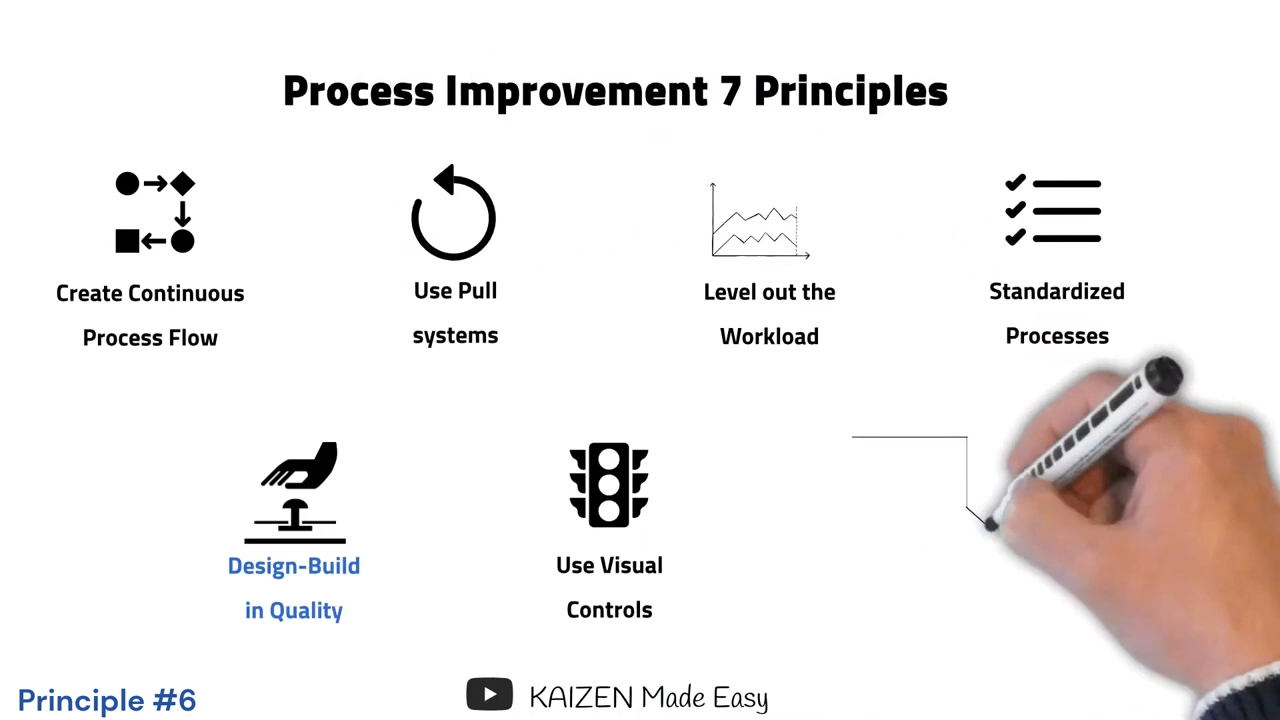 Process Improvement 7 Principles
Create Continuous
Process Flow
Use Pull
systems
Level out the
Workload
Standardized
Processes
Design-Build
in Quality
Use Visual
Controls
Principle #6
KAIZEN Made Easy